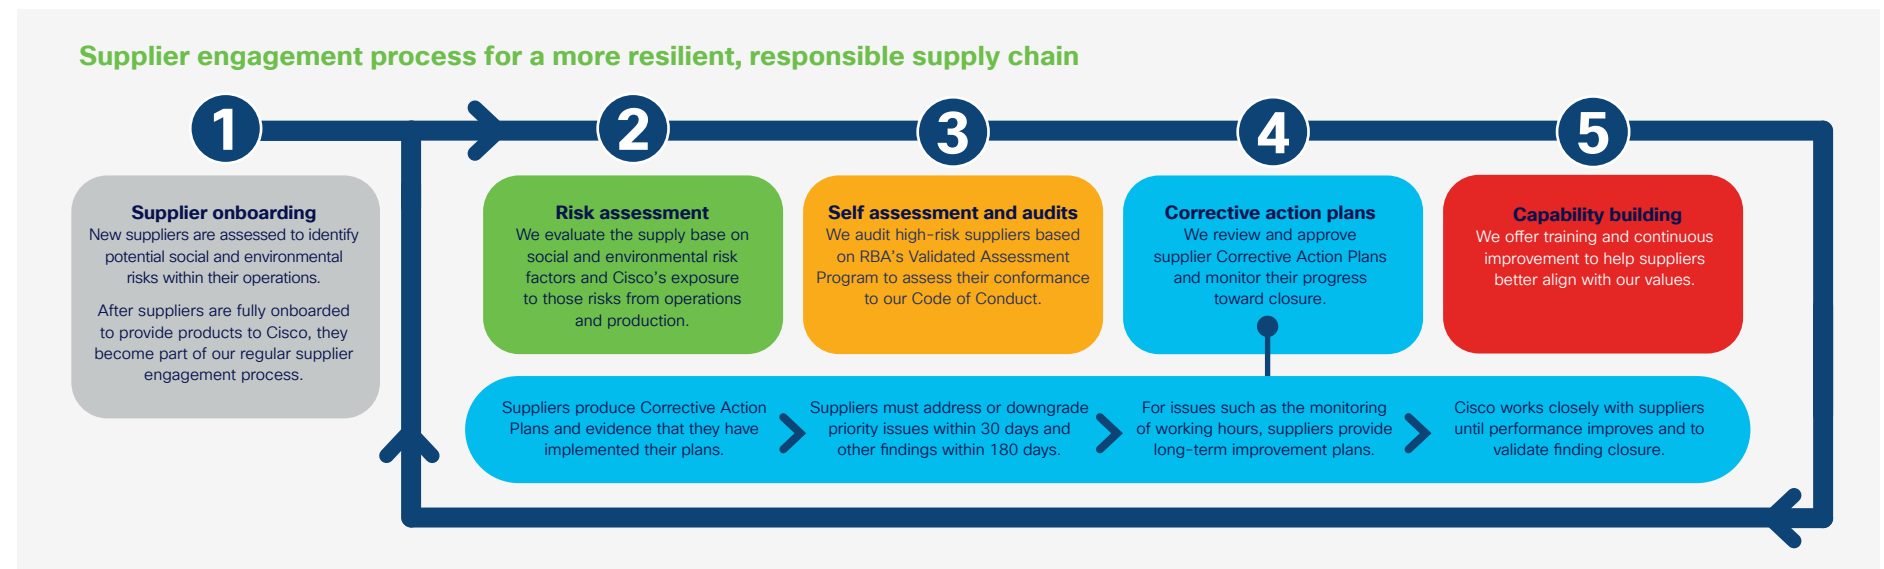 Supplier engagement process for a more resilient, responsible supply chain
1
2
3
4
5
Supplier onboarding
New suppliers are assessed to identify
potential social and environmental
risks within their operations.
After suppliers are fully onboarded
to provide products to Cisco, they
become part of our regular supplier
engagement process.
Risk assessment
We evaluate the supply base on
social and environmental risk
factors and Cisco's exposure
to those risks from operations
and production.
Self assessment and audits
We audit high-risk suppliers based
on RBA's Validated Assessment
Program to assess their conformance
to our Code of Conduct.
Corrective action plans
We review and approve
supplier Corrective Action Plans
and monitor their progress
toward closure.
Capability building
We offer training and continuous
improvement to help suppliers
better align with our values.
Suppliers produce Corrective Action
Plans and evidence that they have
implemented their plans.
Suppliers must address or downgrade
priority issues within 30 days and
other findings within 180 days.
For issues such as the monitoring
of working hours, suppliers provide
long-term improvement plans.
Cisco works closely with suppliers
until performance improves and to
validate finding closure.